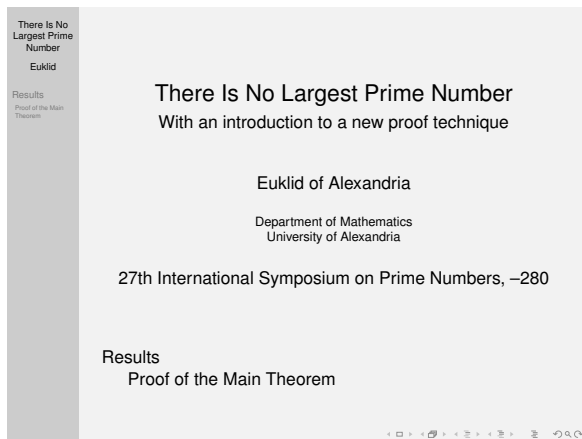 There Is No
Largest Prime
Number
Euklid
Results
Proof of the Main
Theorem
There Is No Largest Prime Number
With an introduction to a new proof technique
Euklid of Alexandria
Department of Mathematics
University of Alexandria
27th International Symposium on Prime Numbers, –280
Results
Proof of the Main Theorem